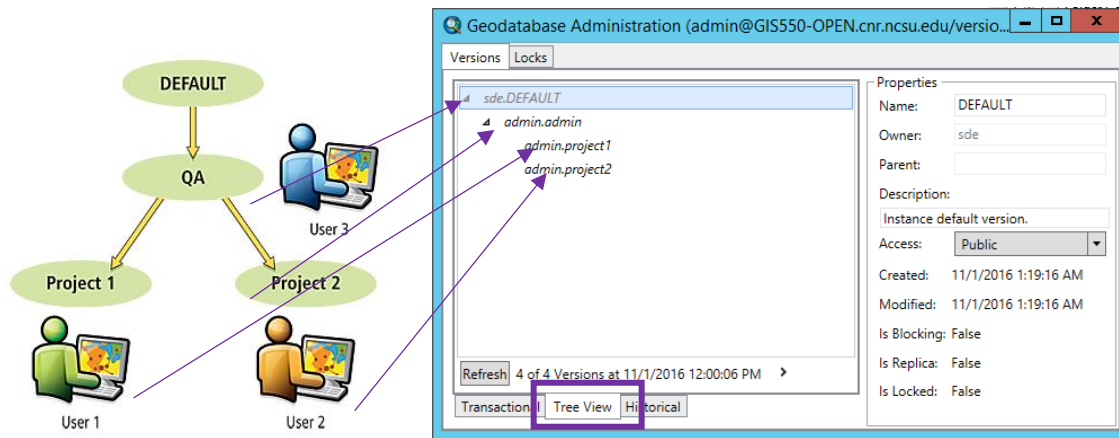 DEFAULT
QA
User 3
Project 1
Project 2
User 1
User 2
Geodatabase Administration (admin@GIS550-OPEN.cnr.ncsu.edu/versio...
Versions
Locks
sde.DEFAULT
admin.admin
admin.project1
admin.project2
Refresh
4 of 4 Versions at 11/1/2016 12:00:06 PM
Transactional
Tree View
Historical
Properties
Name: DEFAULT
Owner: sde
Parent:
Description:
Instance default version.
Access: Public
Created: 11/1/2016 1:19:16 AM
Modified: 11/1/2016 1:19:16 AM
Is Blocking: False
Is Replica: False
Is Locked: False